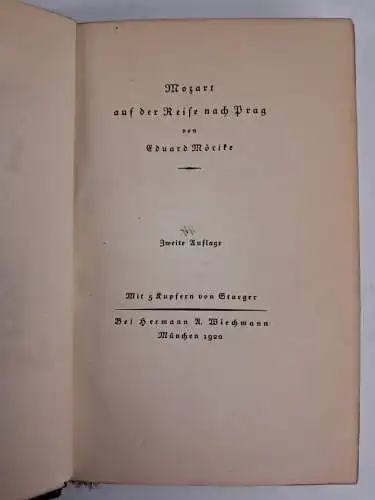 Mozart
auf der Reise nach Prag
von
Eduard Mörike
Zweite Auflage
Mit 5 Kupfern von Staeger
Bei Hermann A. Wiechmann
München 1920